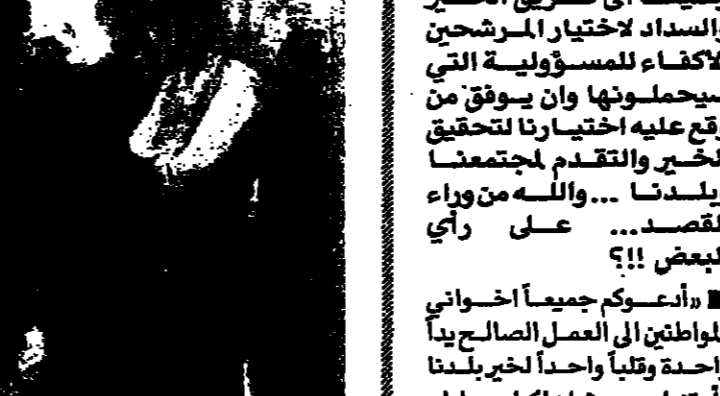 والسداد لاختيار المرشحين
الاكفاء للمسؤولية التي
سيحملونها وان يوفق من
وقع عليه اختيارنا لتحقيق
الخير والتقدم لمجتمعنا
وبلدنا ... والله من وراء
القصد... على رأي
البعض !!؟
«أدعوكم جميعاً اخواني
المواطنين الى العمل الصالح يداً
واحدة وقلباً واحداً لخير بلدنا